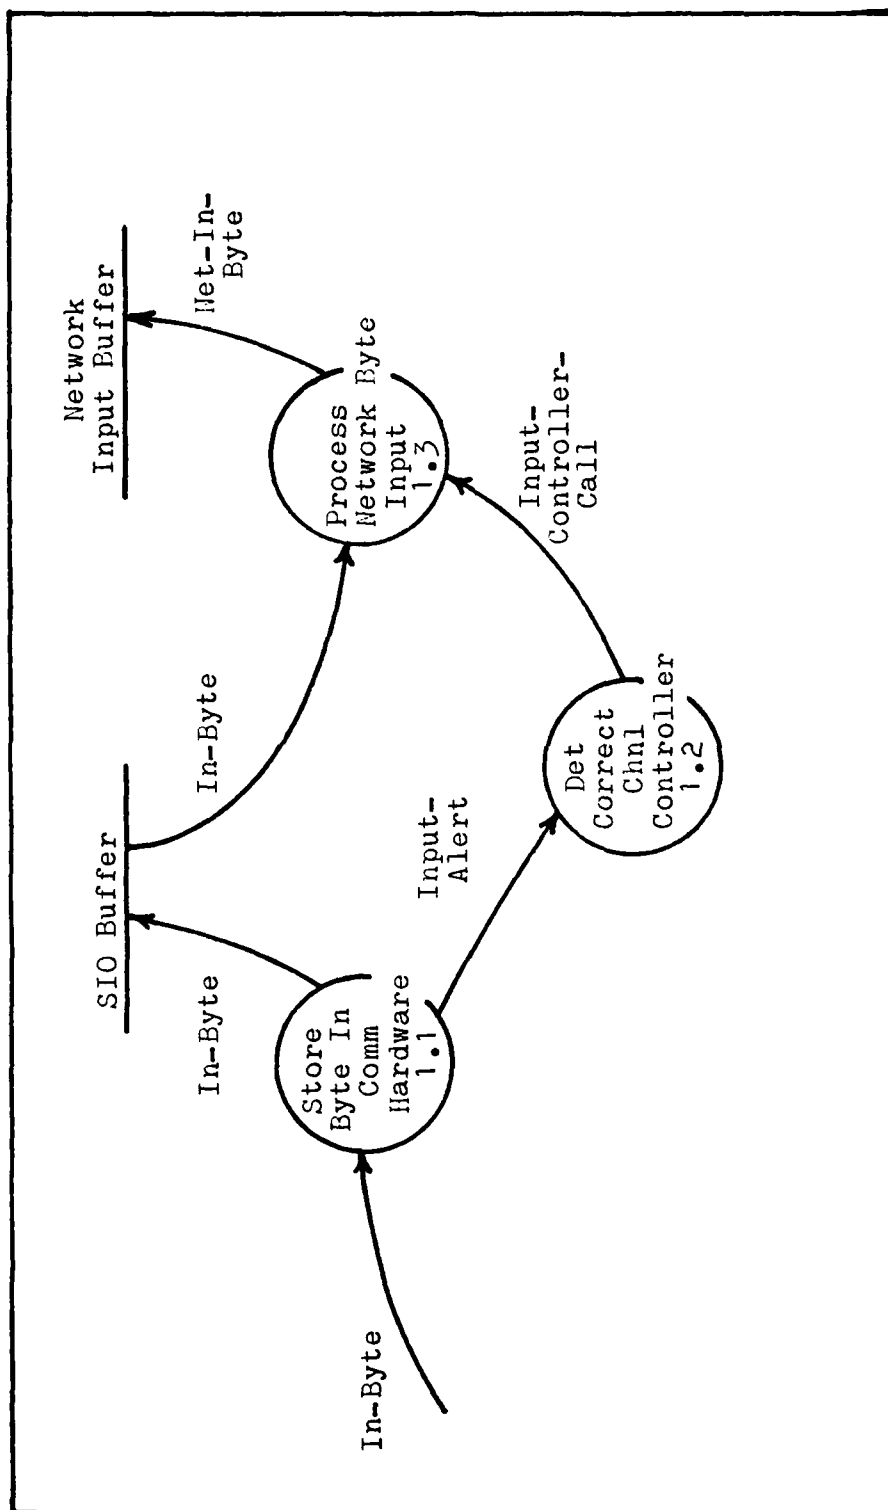 In-Byte
Store
Byte In
Comm
Hardware
1.1
In-Byte
SIO Buffer
Input-
Alert
Det
Correct
Chnl
Controller
1.2
In-Byte
Input-
Controller-
Call
Process
Network Byte
Input
1.3
Net-In-
Byte
Network
Input Buffer